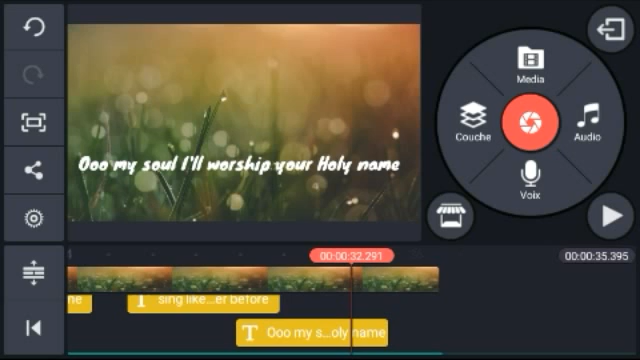 Media
Couche
Audio
Voix
Ooo my soul I'll worship your Holy name
00:00:32.291
00:00:35.395
ne
T sing like...er before
T Ooo my s...oly name